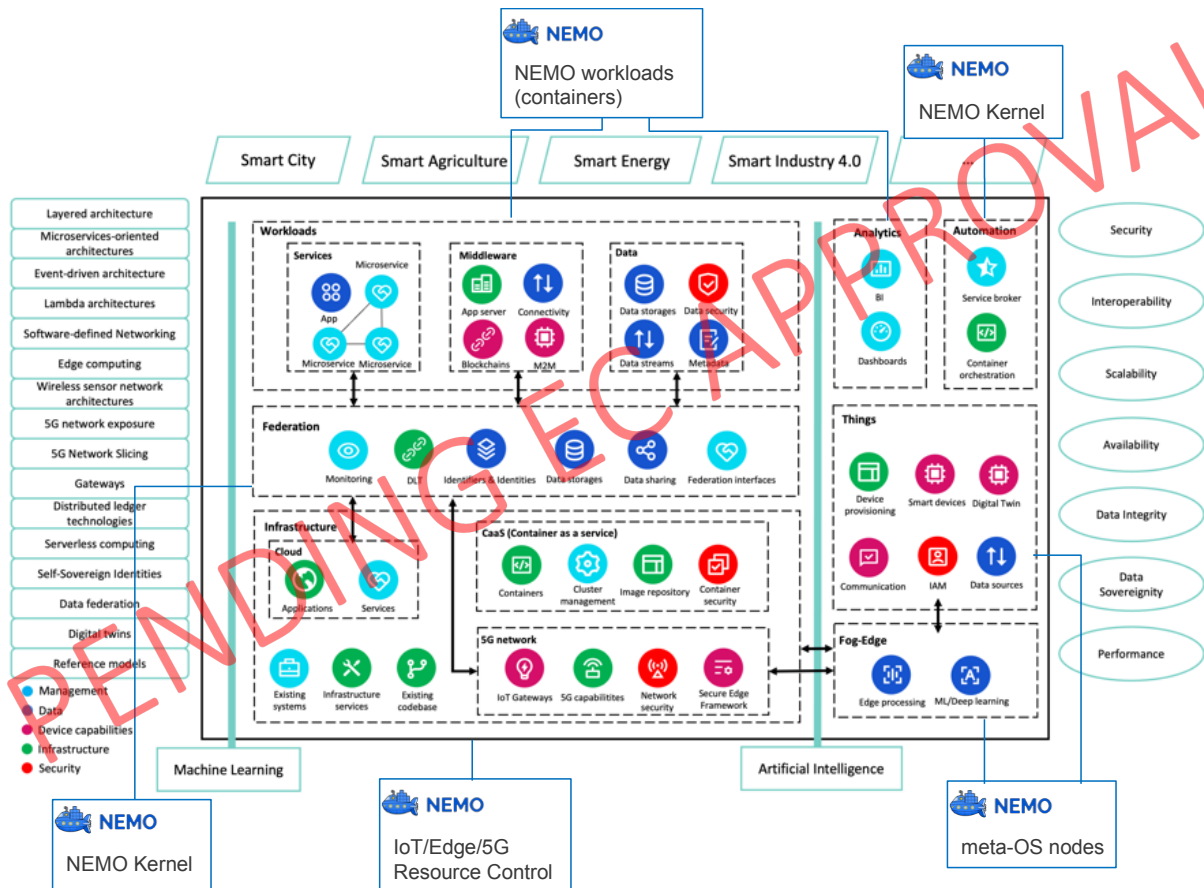 NEMO
NEMO workloads
(containers)
NEMO
NEMO Kernel
Smart City
Smart Agriculture
Smart Energy
Smart Industry 4.0
...
Layered architecture
Microservices-oriented
architectures
Event-driven architecture
Lambda architectures
Software-defined Networking
Edge computing
Wireless sensor network
architectures
5G network exposure
5G Network Slicing
Gateways
Distributed ledger
technologies
Serverless computing
Self-Sovereign Identities
Data federation
Digital twins
Reference models
Management
Data
Device capabilities
Infrastructure
Security
Workloads
Services
Microservice
App
Microservice
Microservice
Middleware
App server
Connectivity
Blockchains
M2M
Data
Data storages
Data security
Data streams
Metadata
Analytics
BI
Dashboards
Automation
Service broker
Container
orchestration
Federation
Monitoring
DLT
Identifiers & Identities
Data storages
Data sharing
Federation interfaces
Things
Device
provisioning
Smart devices
Digital Twin
Communication
IAM
Data sources
Infrastructure
Cloud
Applications
Services
CaaS (Container as a service)
Containers
Cluster
management
Image repository
Container
security
Existing
systems
Infrastructure
services
Existing
codebase
5G network
IoT Gateways
5G capabilitites
Network
security
Secure Edge
Framework
Fog-Edge
Edge processing
ML/Deep learning
Security
Interoperability
Scalability
Availability
Data Integrity
Data
Sovereignity
Performance
Machine Learning
Artificial Intelligence
NEMO
NEMO Kernel
NEMO
IoT/Edge/5G
Resource Control
NEMO
meta-OS nodes
PENDING EC APPROVAL